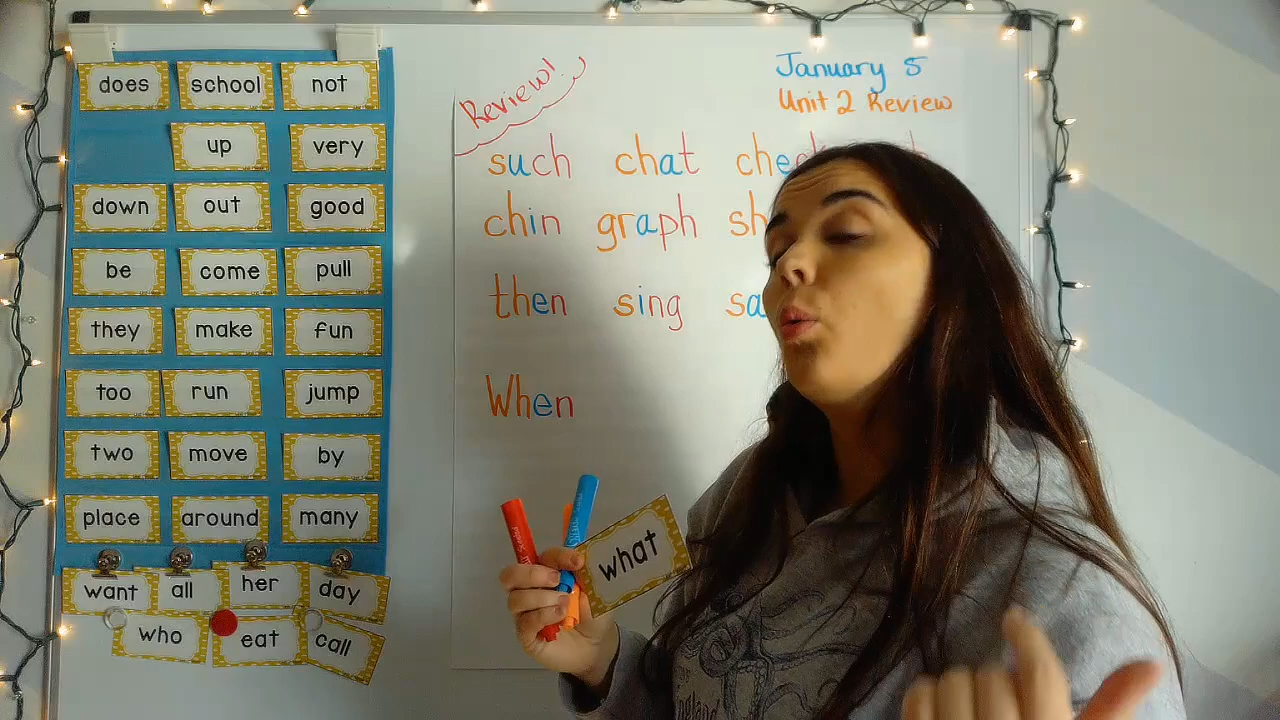 does school not
up very
down out good
be come pull
they make fun
too run jump
two move by
place around many
want all her day
who eat call
Review!
January 5
Unit 2 Review
such chat
chin graph
then sing
When
what